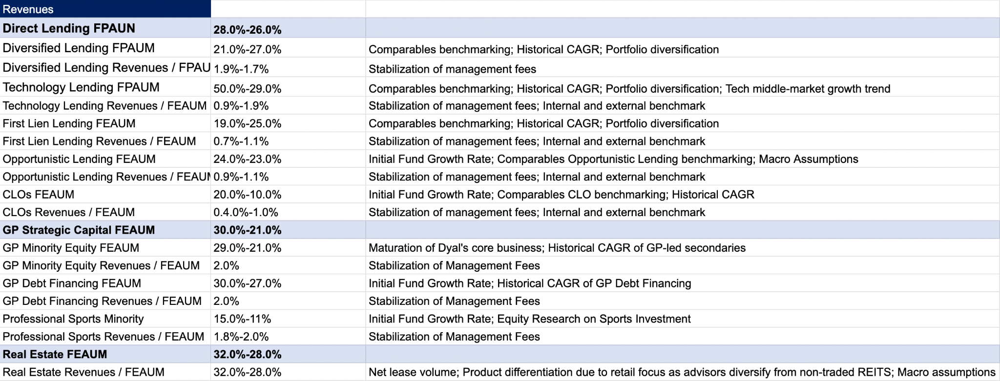 Revenues
Direct Lending FPAUN 28.0%-26.0%
Diversified Lending FPAUM 21.0%-27.0% Comparables benchmarking; Historical CAGR; Portfolio diversification
Diversified Lending Revenues / FPAU 1.9%-1.7% Stabilization of management fees
Technology Lending FPAUM 50.0%-29.0% Comparables benchmarking; Historical CAGR; Portfolio diversification; Tech middle-market growth trend
Technology Lending Revenues / FEAUM 0.9%-1.9% Stabilization of management fees; Internal and external benchmark
First Lien Lending FEAUM 19.0%-25.0% Comparables benchmarking; Historical CAGR; Portfolio diversification
First Lien Lending Revenues / FEAUM 0.7%-1.1% Stabilization of management fees; Internal and external benchmark
Opportunistic Lending FEAUM 24.0%-23.0% Initial Fund Growth Rate; Comparables Opportunistic Lending benchmarking; Macro Assumptions
Opportunistic Lending Revenues / FEAUM 0.9%-1.1% Stabilization of management fees; Internal and external benchmark
CLOs FEAUM 20.0%-10.0% Initial Fund Growth Rate; Comparables CLO benchmarking; Historical CAGR
CLOs Revenues / FEAUM 0.4.0%-1.0% Stabilization of management fees; Internal and external benchmark
GP Strategic Capital FEAUM 30.0%-21.0%
GP Minority Equity FEAUM 29.0%-21.0% Maturation of Dyal's core business; Historical CAGR of GP-led secondaries
GP Minority Equity Revenues / FEAUM 2.0% Stabilization of Management Fees
GP Debt Financing FEAUM 30.0%-27.0% Initial Fund Growth Rate; Historical CAGR of GP Debt Financing
GP Debt Financing Revenues / FEAUM 2.0% Stabilization of Management Fees
Professional Sports Minority 15.0%-11% Initial Fund Growth Rate; Equity Research on Sports Investment
Professional Sports Revenues / FEAUM 1.8%-2.0% Stabilization of Management Fees
Real Estate FEAUM 32.0%-28.0%
Real Estate Revenues / FEAUM 32.0%-28.0% Net lease volume; Product differentiation due to retail focus as advisors diversify from non-traded REITS; Macro assumptions